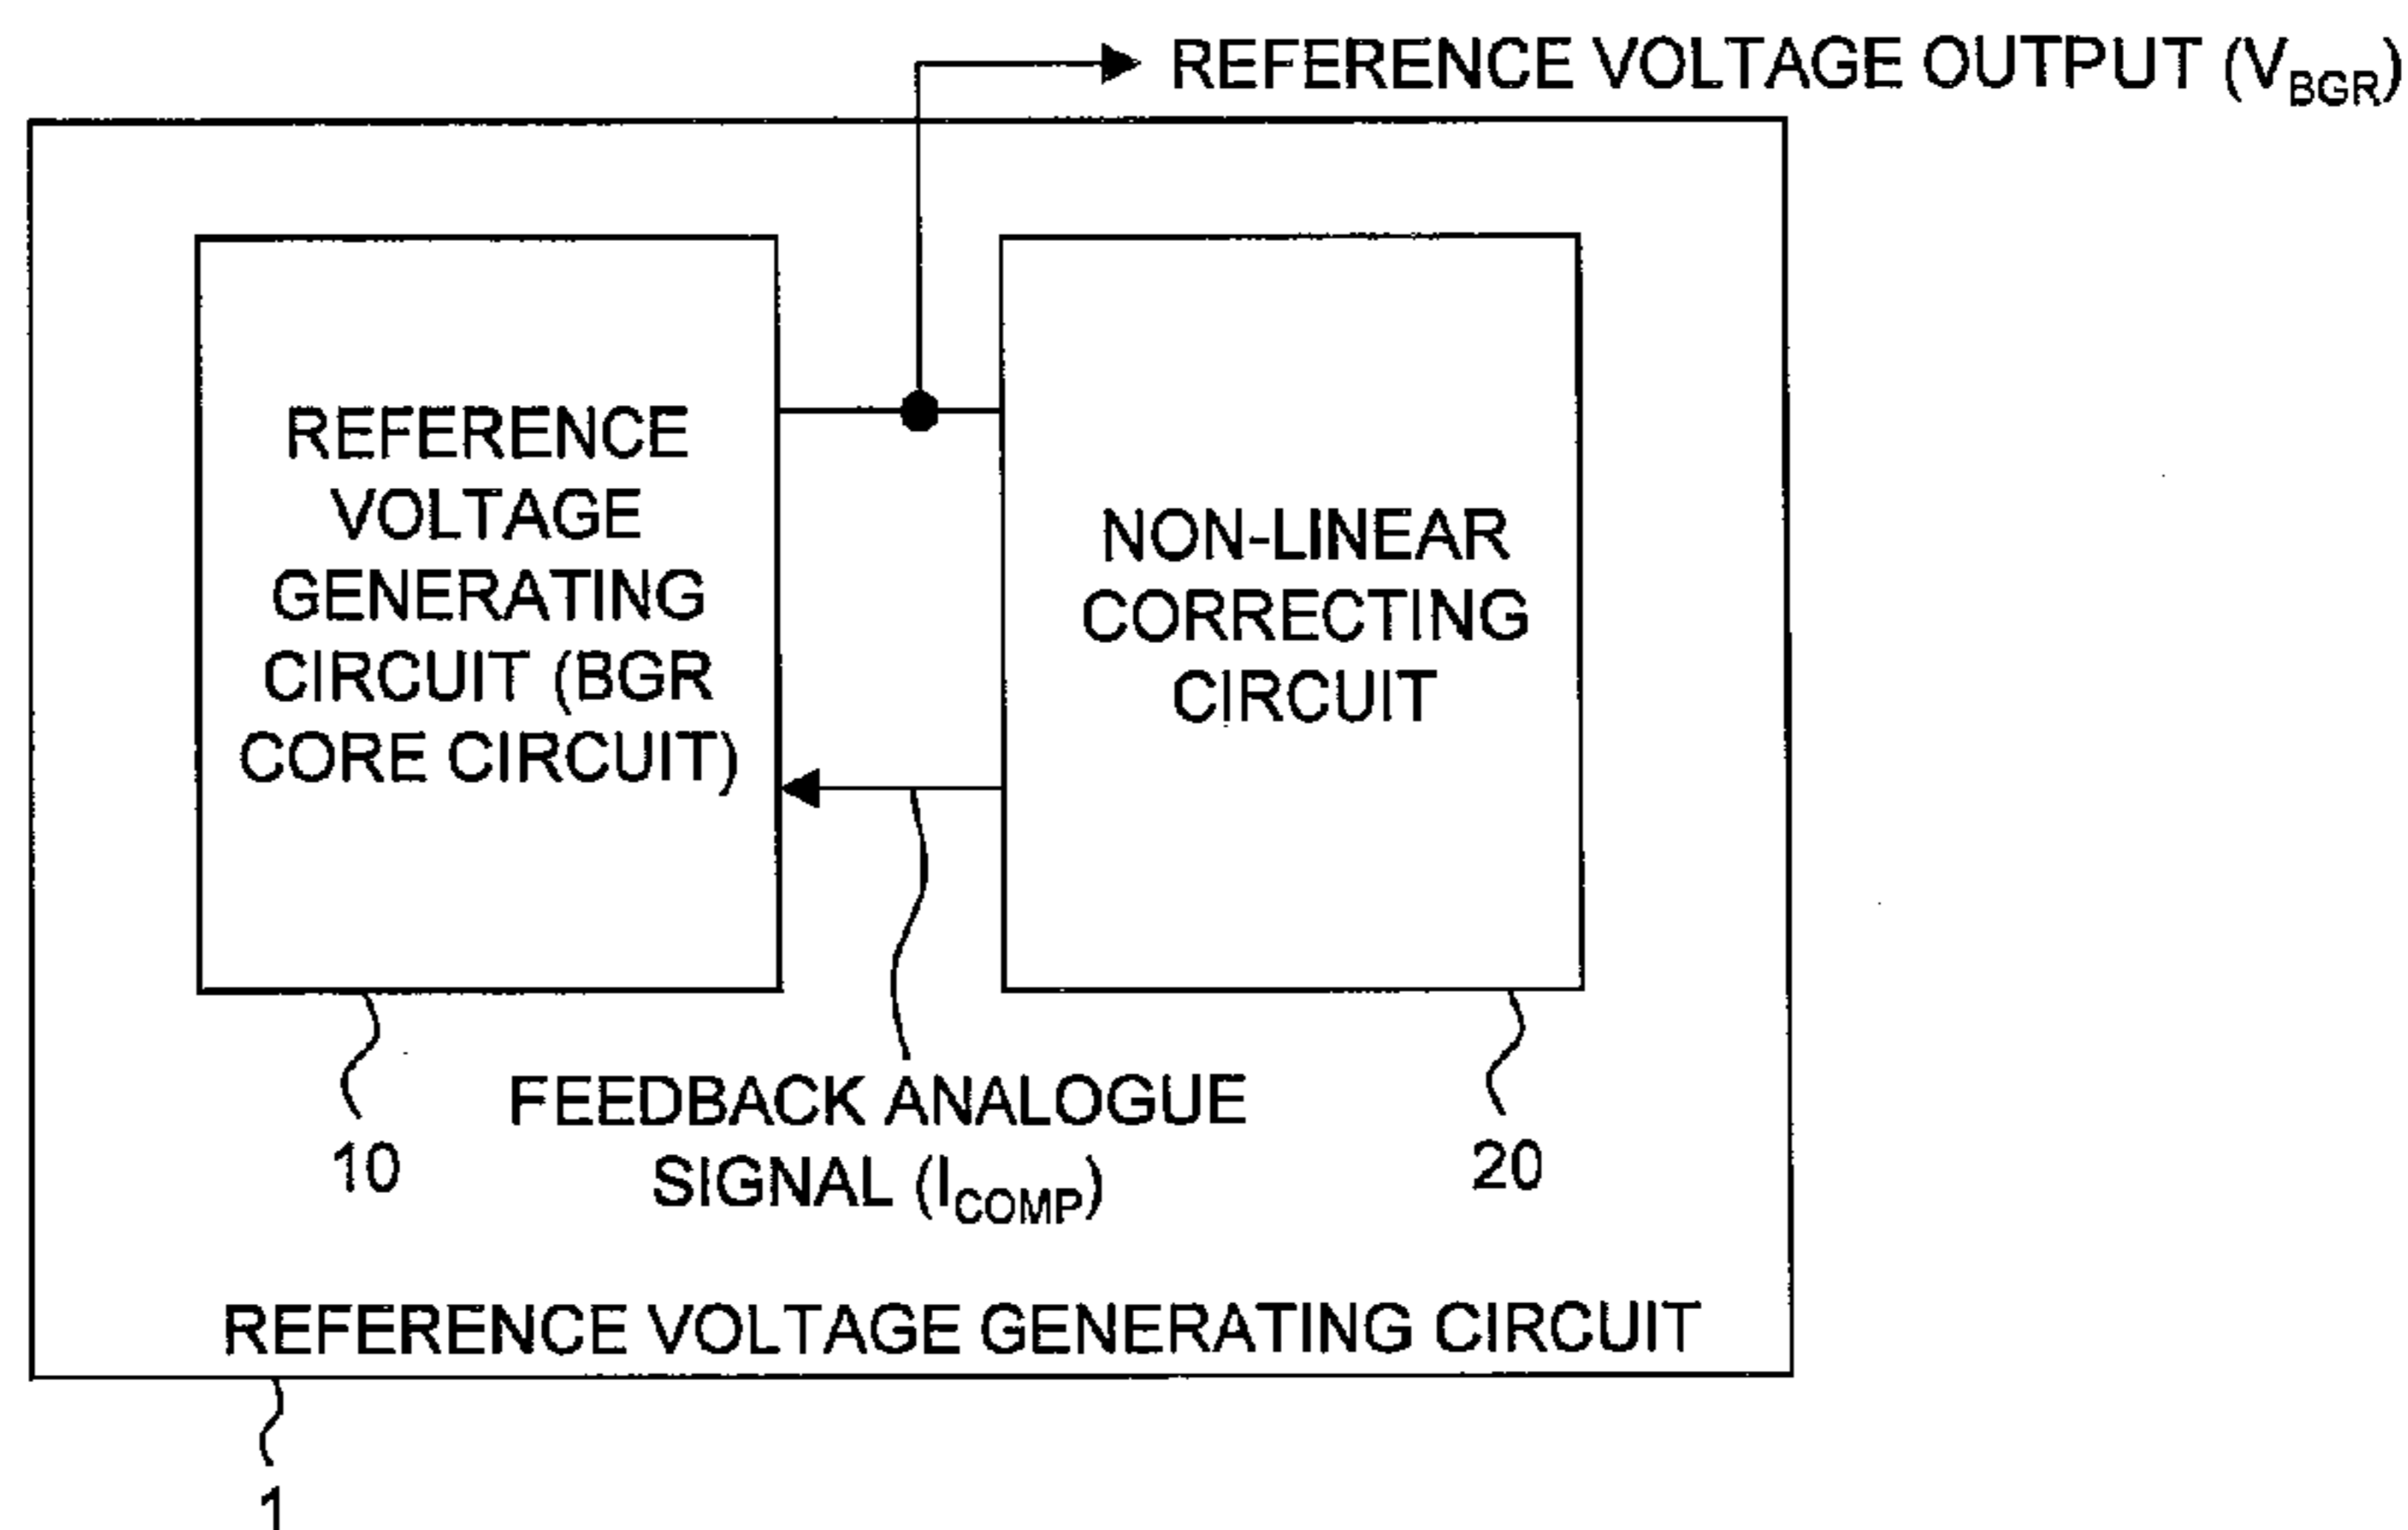 REFERENCE VOLTAGE OUTPUT (VBGR)
REFERENCE
VOLTAGE
GENERATING
CIRCUIT (BGR
CORE CIRCUIT)
NON-LINEAR
CORRECTING
CIRCUIT
10
FEEDBACK ANALOGUE
SIGNAL (ICOMP)
20
REFERENCE VOLTAGE GENERATING CIRCUIT
1